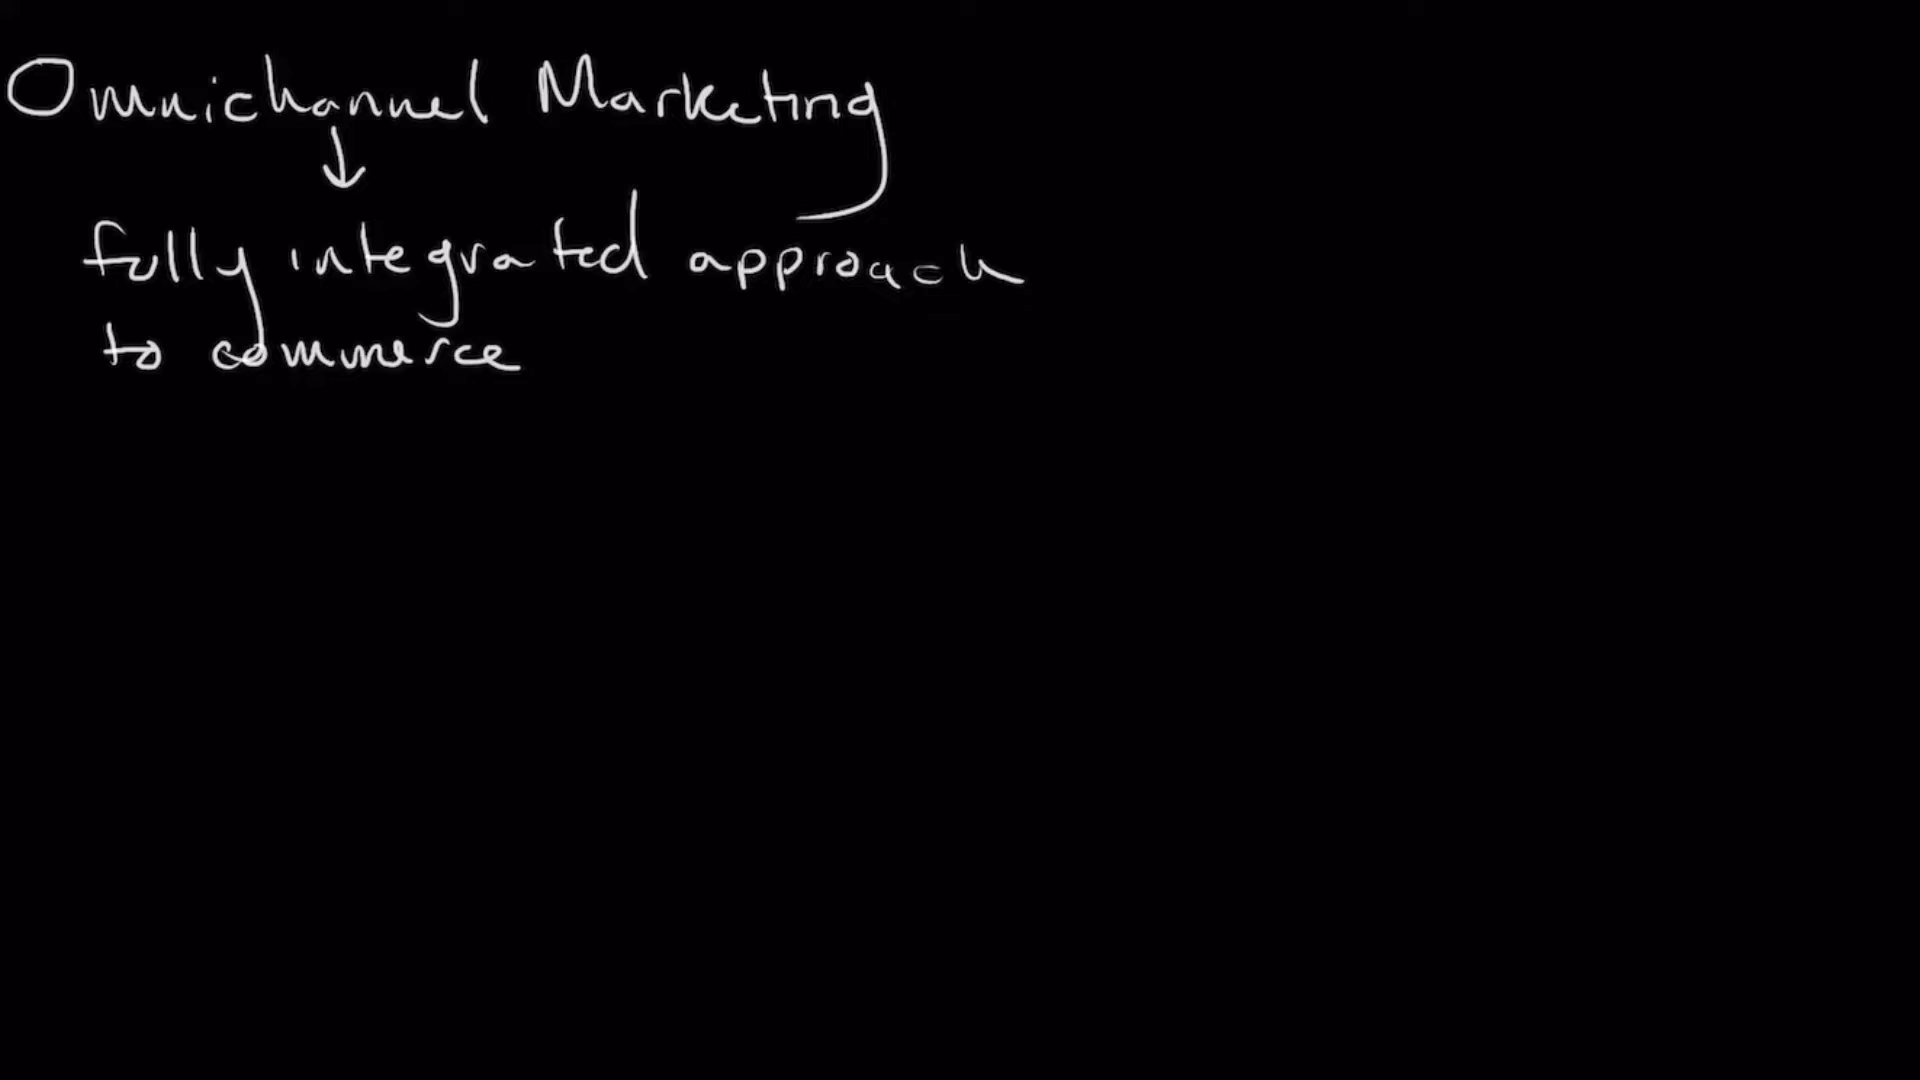 Omnichannel Marketing
↓
fully integrated approach
to commerce